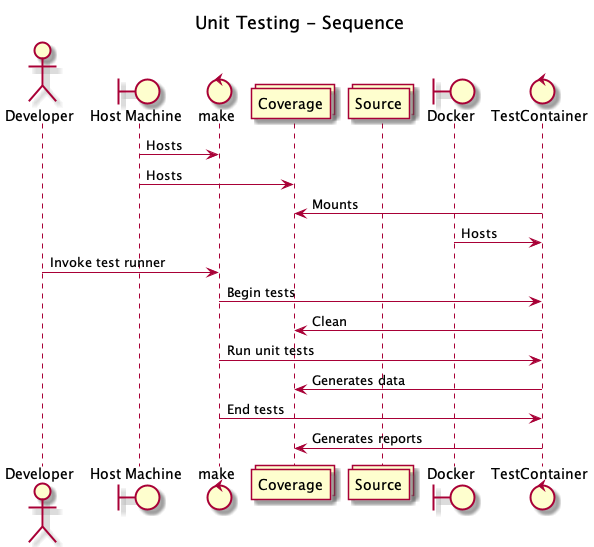 Unit Testing - Sequence
Developer
Host Machine
make
Coverage
Source
Docker
TestContainer
Hosts
Hosts
Mounts
Hosts
Invoke test runner
Begin tests
Clean
Run unit tests
Generates data
End tests
Generates reports
Developer
Host Machine
make
Coverage
Source
Docker
TestContainer